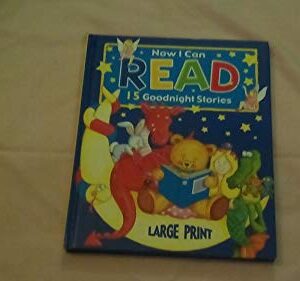 Now I Can
READ
15 Goodnight Stories
LARGE PRINT